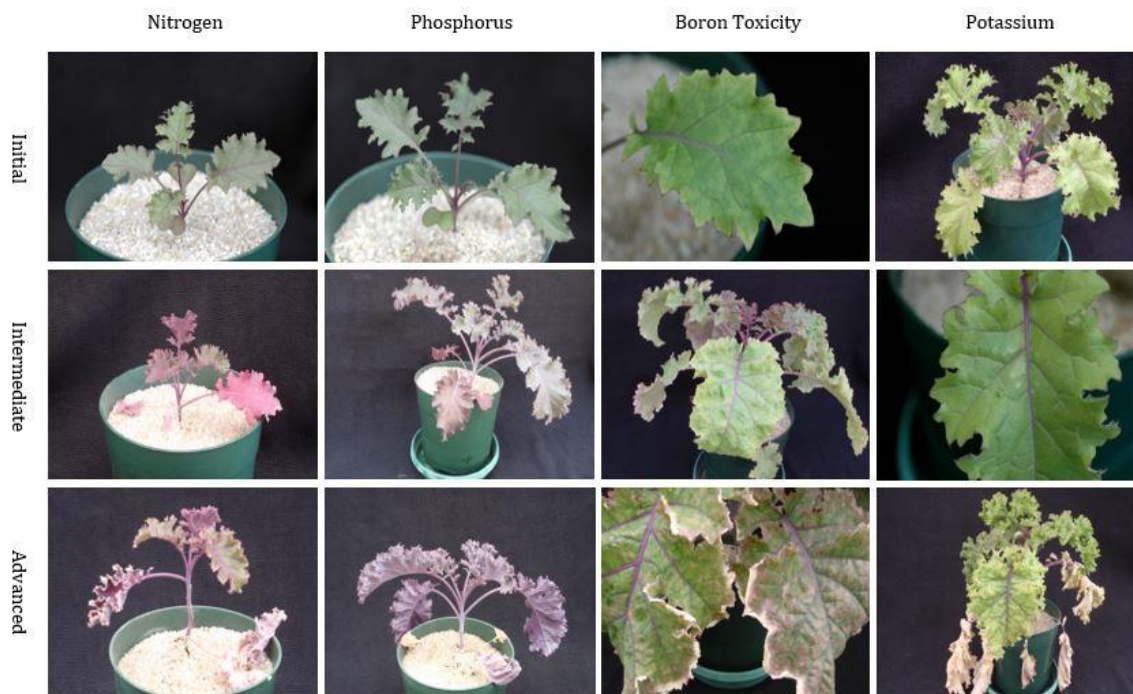 Nitrogen
Phosphorus
Boron Toxicity
Potassium
Initial
Intermediate
Advanced